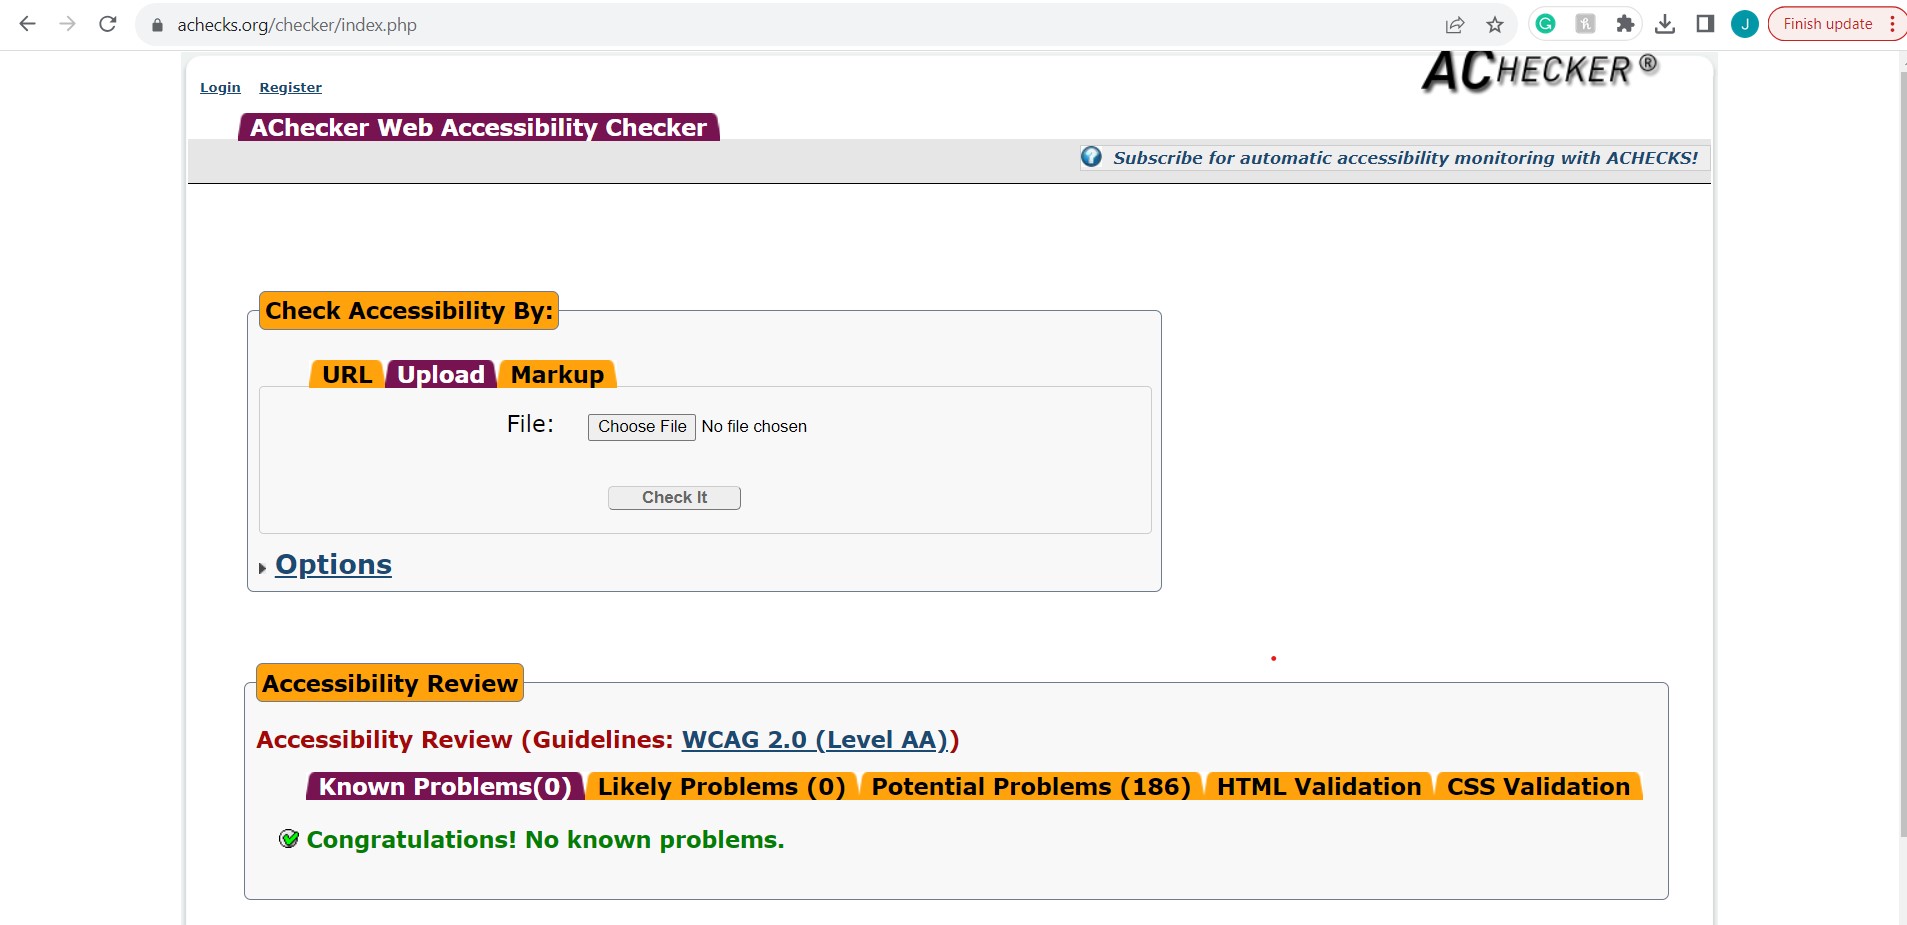 achecks.org/checker/index.php
J
Finish update
ACHECKER ®
Login Register
AChecker Web Accessibility Checker
Subscribe for automatic accessibility monitoring with ACHECKS!
Check Accessibility By:
URL Upload Markup
File: Choose File No file chosen
Check It
Options
Accessibility Review
Accessibility Review (Guidelines: WCAG 2.0 (Level AA))
Known Problems(0) Likely Problems (0) Potential Problems (186) HTML Validation CSS Validation
Congratulations! No known problems.